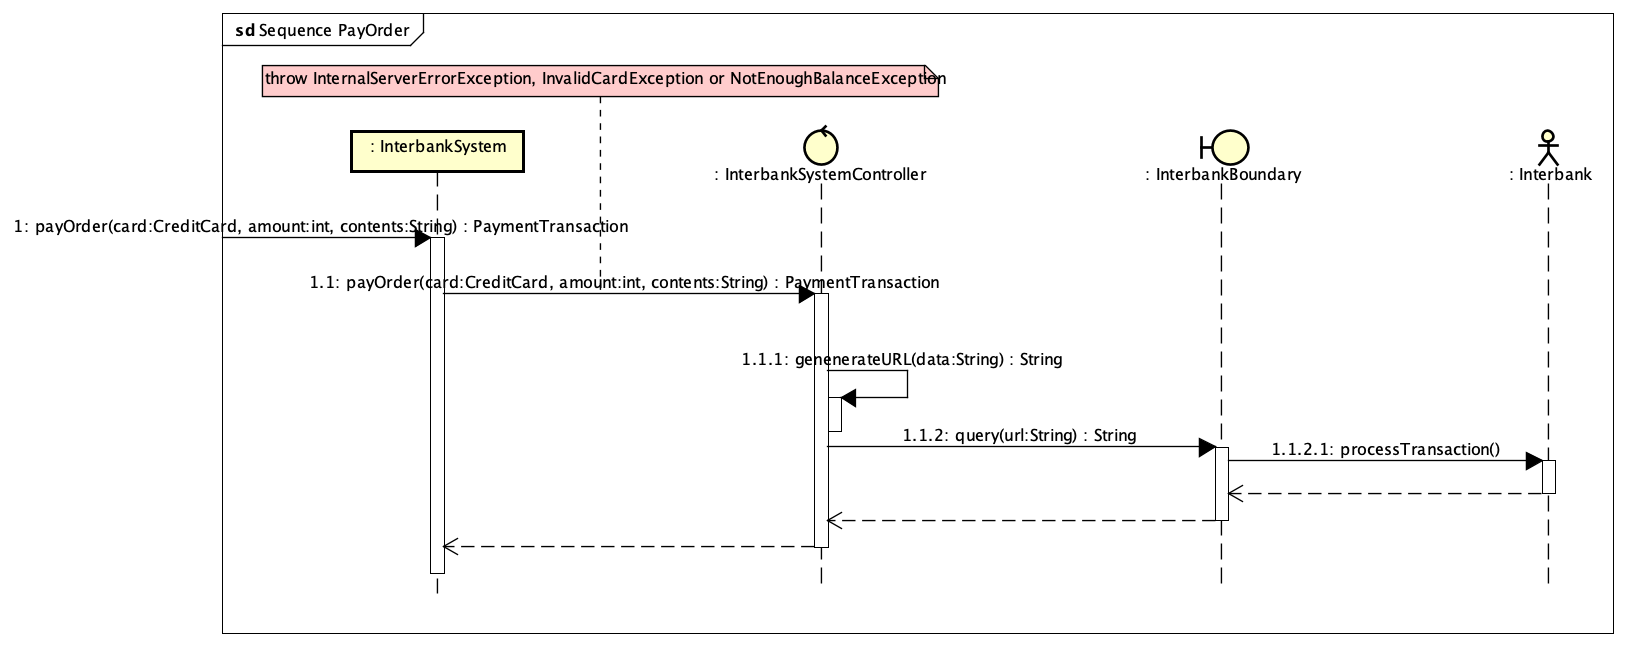 sd Sequence PayOrder
throw InternalServerErrorException, InvalidCardException or NotEnoughBalanceException
: InterbankSystem
: InterbankSystemController
: InterbankBoundary
: Interbank
1: payOrder(card:CreditCard, amount:int, contents:String) : PaymentTransaction
1.1: payOrder(card:CreditCard, amount:int, contents:String) : PaymentTransaction
1.1.1: genenerateURL(data:String) : String
1.1.2: query(url:String) : String
1.1.2.1: processTransaction()